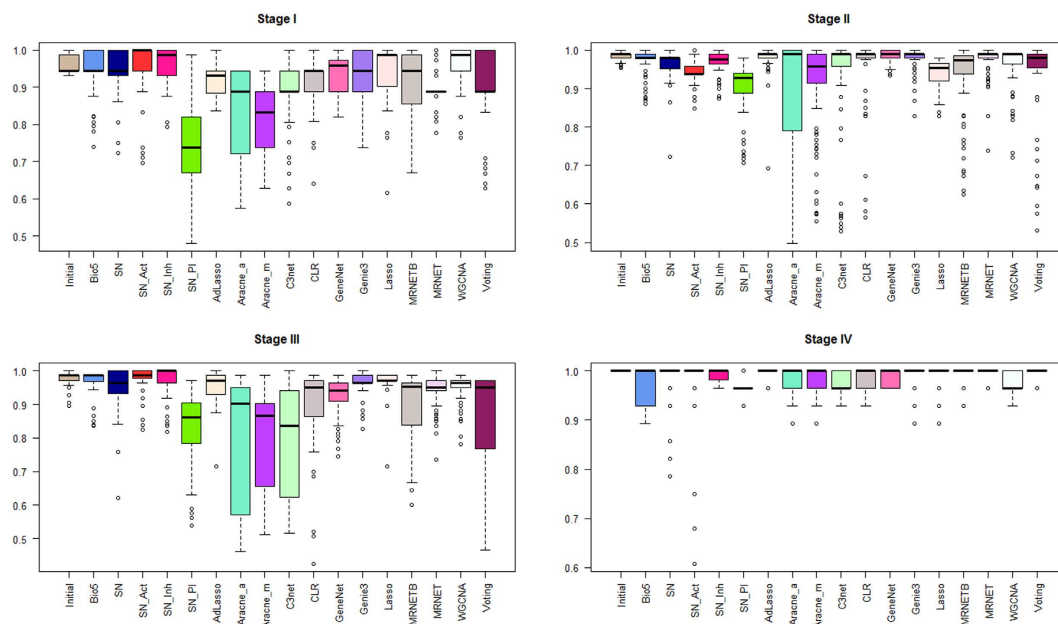 Stage I
1.0
0.9
0.8
0.7
0.6
0.5
Initial
Bio5
SN
SN_Act
SN_Inh
SN_PI
AdLasso
Aracne_a
Aracne_m
C3net
CLR
GeneNet
Genie3
Lasso
MRNETB
MRNET
WGCNA
Voting
Stage II
1.0
0.9
0.8
0.7
0.6
0.5
Initial
Bio5
SN
SN_Act
SN_Inh
SN_PI
AdLasso
Aracne_a
Aracne_m
C3net
CLR
GeneNet
Genie3
Lasso
MRNETB
MRNET
WGCNA
Voting
Stage III
1.0
0.9
0.8
0.7
0.6
0.5
Initial
Bio5
SN
SN_Act
SN_Inh
SN_PI
AdLasso
Aracne_a
Aracne_m
C3net
CLR
GeneNet
Genie3
Lasso
MRNETB
MRNET
WGCNA
Voting
Stage IV
1.0
0.9
0.8
0.7
0.6
Initial
Bio5
SN
SN_Act
SN_Inh
SN_PI
AdLasso
Aracne_a
Aracne_m
C3net
CLR
GeneNet
Genie3
Lasso
MRNETB
MRNET
WGCNA
Voting